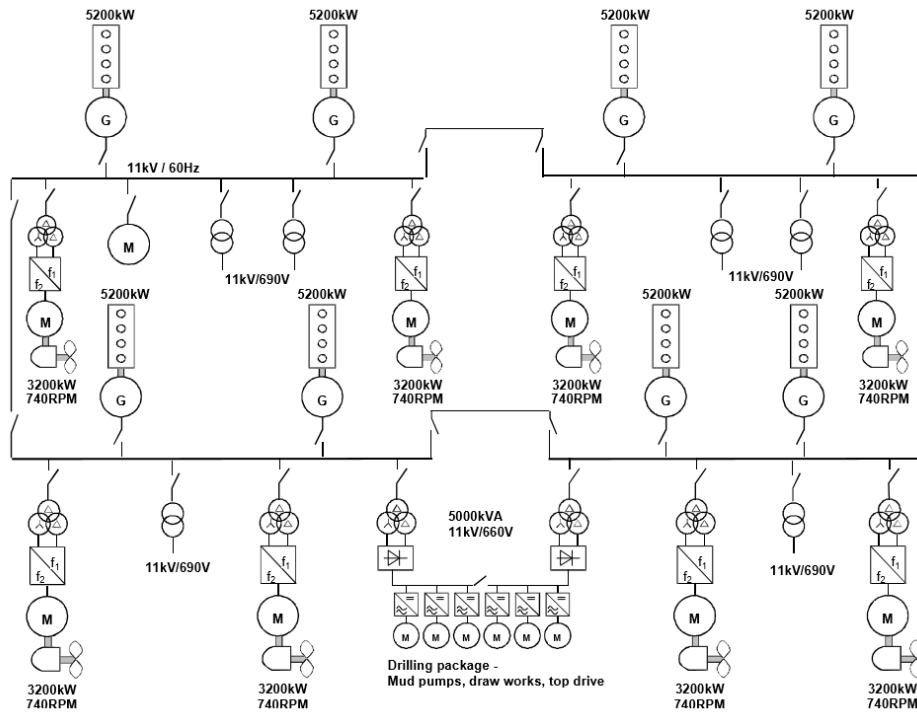 5200kW
5200kW
5200kW
5200kW
G
G
G
G
11kV / 60Hz
M
11kV/690V
11kV/690V
f1
f2
f1
f2
f1
f2
f1
f2
5200kW
5200kW
5200kW
5200kW
M
M
M
M
3200kW
740RPM
3200kW
740RPM
3200kW
740RPM
3200kW
740RPM
G
G
G
G
5000kVA
11kV/660V
11kV/690V
11kV/690V
f1
f2
f1
f2
f1
f2
f1
f2
M
M
M
M
M
M
M
M
M
M
Drilling package -
Mud pumps, draw works, top drive
3200kW
740RPM
3200kW
740RPM
3200kW
740RPM
3200kW
740RPM